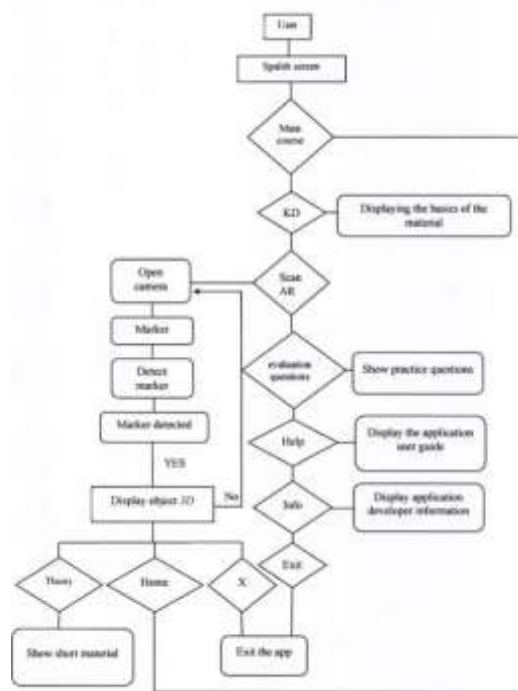 User
Spalsh screen
Main
course
KD
Displaying the basics of the
material
Scan
AR
Open
camera
Marker
Detect
marker
Marker detected
YES
evaluation
questions
Show practice questions
Help
Display the application
user guide
Display object 3D
No
Info
Display application
developer information
Exit
Theory
Home
X
Show short material
Exit the app